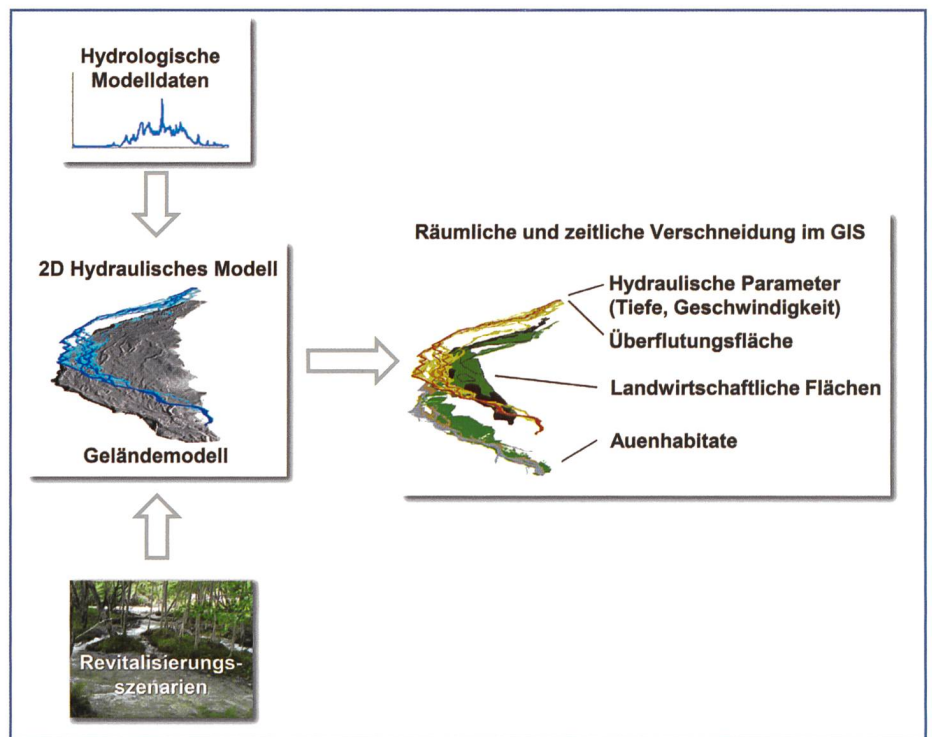 Hydrologische
Modelldaten
2D Hydraulisches Modell
Geländemodell
Revitalisierungs-
szenarien
Räumliche und zeitliche Verschneidung im GIS
Hydraulische Parameter
(Tiefe, Geschwindigkeit)
Überflutungsfläche
Landwirtschaftliche Flächen
Auenhabitate